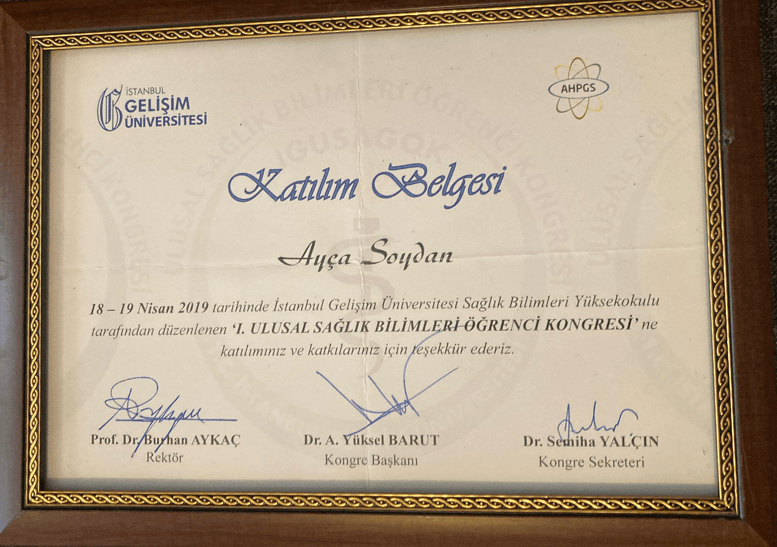 İSTANBUL
GELİŞİM
ÜNİVERSİTESİ
AHPGS
Katılım Belgesi
Ayça Soydan
18 – 19 Nisan 2019 tarihinde İstanbul Gelişim Üniversitesi Sağlık Bilimleri Yüksekokulu
tarafından düzenlenen ‘I. ULUSAL SAĞLIK BİLİMLERİ ÖĞRENCİ KONGRESİ’ ne
katılımınız ve katkılarınız için teşekkür ederiz.
Prof. Dr. Burhan AYKAÇ
Rektör
Dr. A. Yüksel BARUT
Kongre Başkanı
Dr. Semiha YALÇIN
Kongre Sekreteri